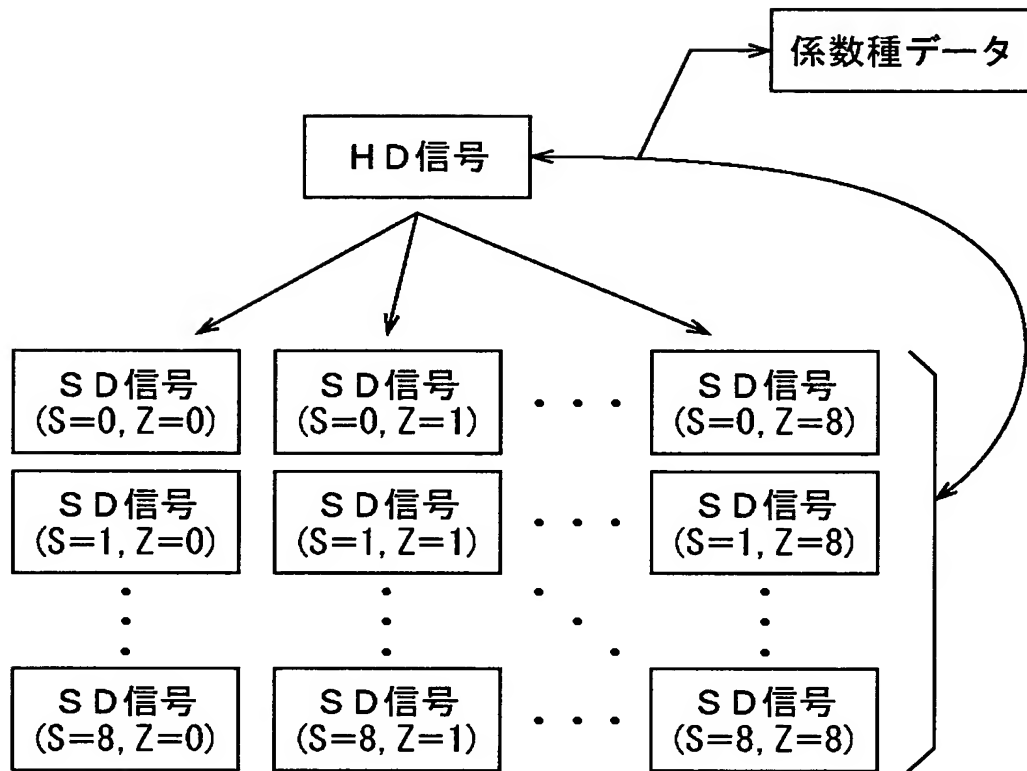 係数種データ
ＨＤ信号
ＳＤ信号
(S=0, Z=0)
ＳＤ信号
(S=0, Z=1)
・・・
ＳＤ信号
(S=0, Z=8)
ＳＤ信号
(S=1, Z=0)
ＳＤ信号
(S=1, Z=1)
・・・
ＳＤ信号
(S=1, Z=8)
ＳＤ信号
(S=8, Z=0)
ＳＤ信号
(S=8, Z=1)
・・・
ＳＤ信号
(S=8, Z=8)